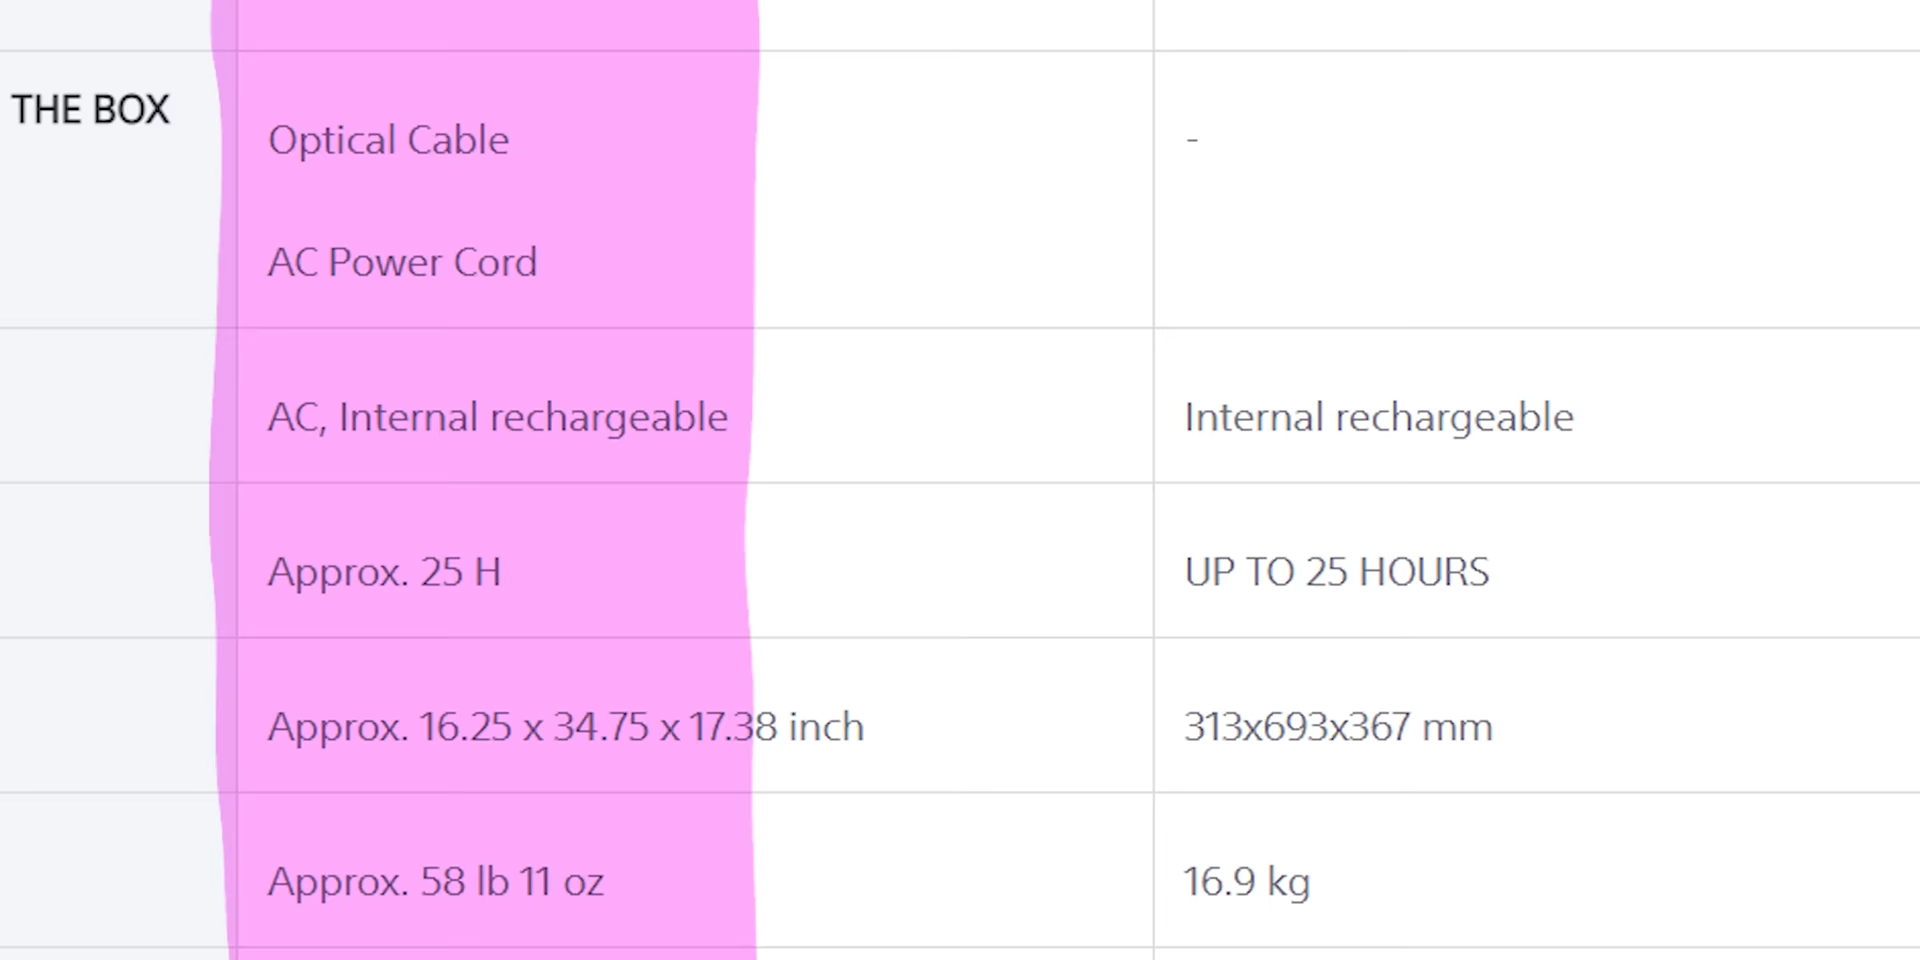 THE BOX
Optical Cable
-
AC Power Cord
AC, Internal rechargeable
Internal rechargeable
Approx. 25 H
UP TO 25 HOURS
Approx. 16.25 x 34.75 x 17.38 inch
313x693x367 mm
Approx. 58 lb 11 oz
16.9 kg